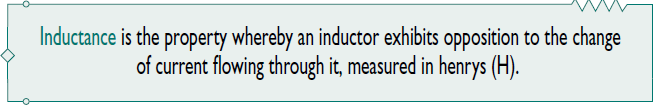 Inductance is the property whereby an inductor exhibits opposition to the change
of current flowing through it, measured in henrys (H).